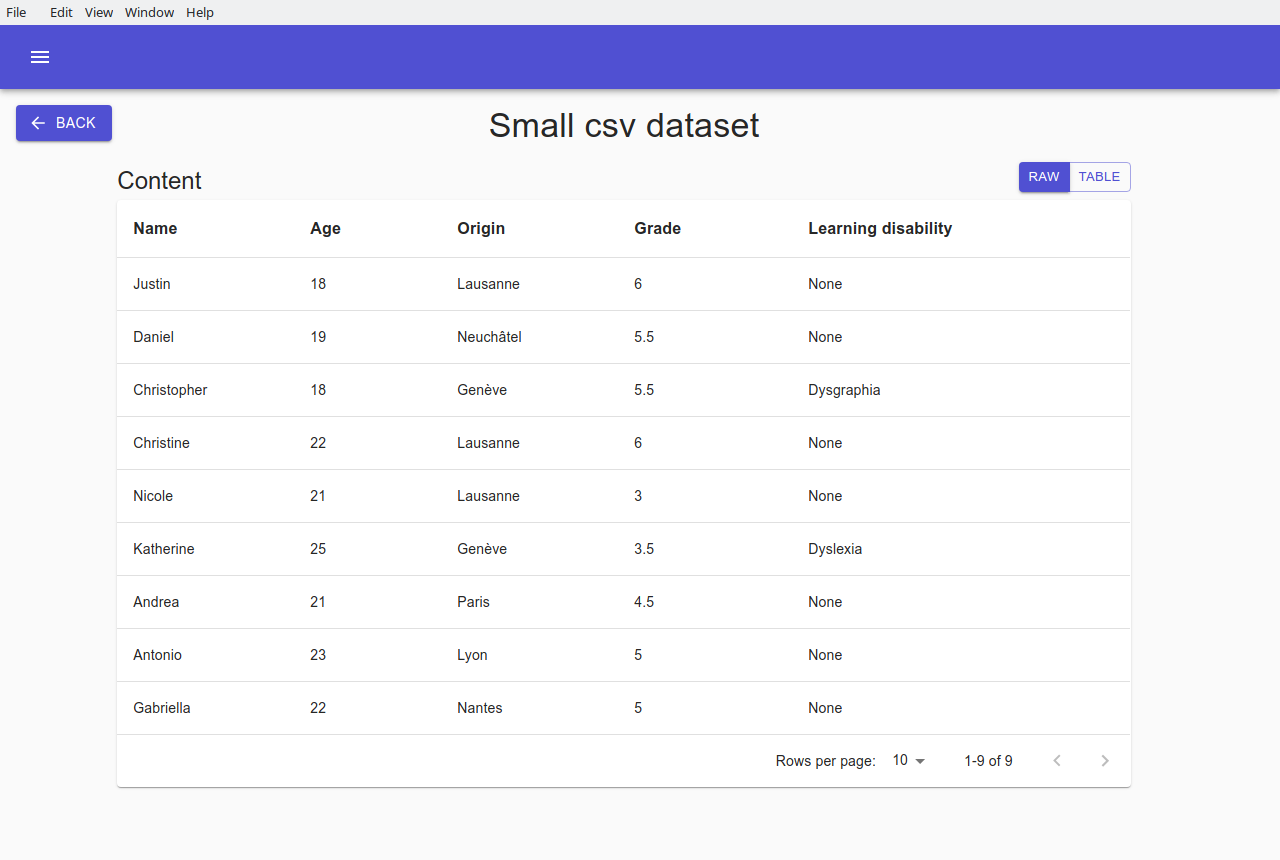 File Edit View Window Help
BACK
Small csv dataset
Content
RAW TABLE
Name Age Origin Grade Learning disability
Justin 18 Lausanne 6 None
Daniel 19 Neuchâtel 5.5 None
Christopher 18 Genève 5.5 Dysgraphia
Christine 22 Lausanne 6 None
Nicole 21 Lausanne 3 None
Katherine 25 Genève 3.5 Dyslexia
Andrea 21 Paris 4.5 None
Antonio 23 Lyon 5 None
Gabriella 22 Nantes 5 None
Rows per page: 10 1-9 of 9